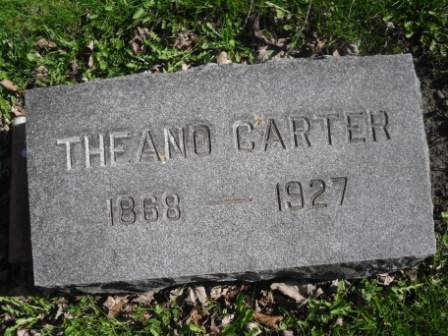 THEANO CARTER
1868 — 1927